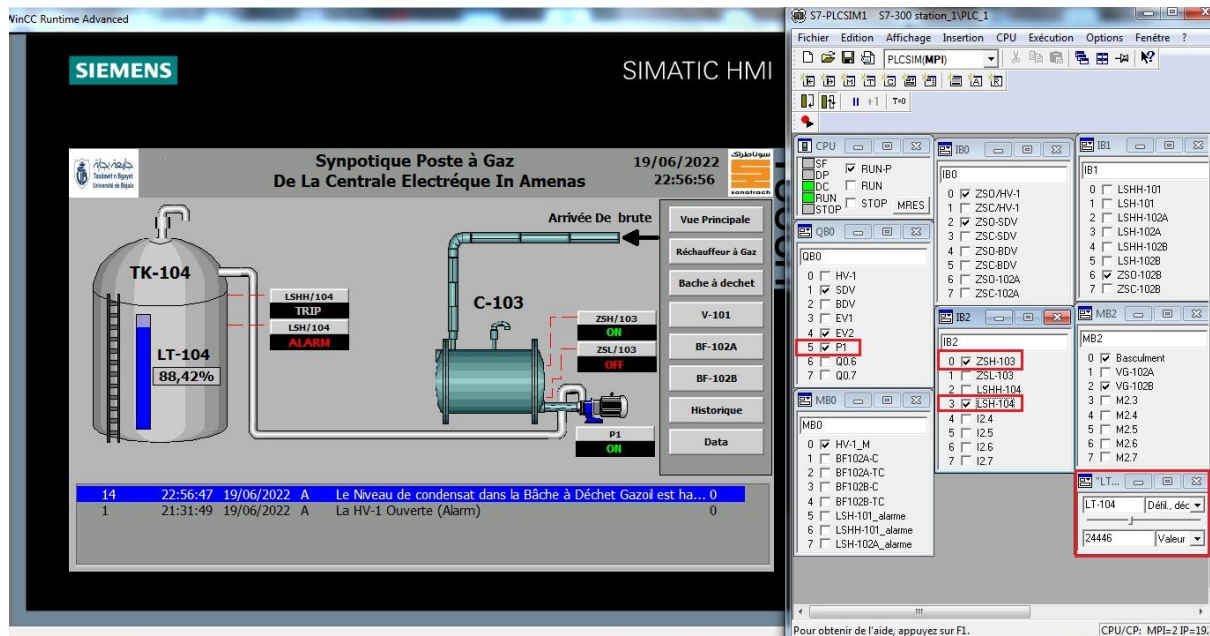 WinCC Runtime Advanced
SIEMENS
SIMATIC HMI
Tasdawit n Bgayet
Université de Béjaïa
Synpotique Poste à Gaz
De La Centrale Electréque In Amenas
19/06/2022
22:56:56
سوناطراك
sonatrach
Arrivée De brute
TK-104
LSHH/104
TRIP
LSH/104
ALARM
LT-104
88,42%
C-103
ZSH/103
ON
ZSL/103
OFF
P1
ON
Vue Principale
Réchauffeur à Gaz
Bache à dechet
V-101
BF-102A
BF-102B
Historique
Data
14 22:56:47 19/06/2022 A Le Niveau de condensat dans la Bâche à Déchet Gazoil est ha... 0
1 21:31:49 19/06/2022 A La HV-1 Ouverte (Alarm) 0
S7-PLCSIM1 S7-300 station_1\PLC_1
Fichier Edition Affichage Insertion CPU Exécution Options Fenêtre ?
PLCSIM(MPI)
+1 T=0
CPU
SF
DP
DC
RUN
STOP
RUN-P
RUN
STOP
MRES
QB0
QB0
0 HV-1
1 SDV
2 BDV
3 EV1
4 EV2
5 P1
6 Q0.6
7 Q0.7
MB0
MB0
0 HV-1_M
1 BF102A-C
2 BF102A-TC
3 BF102B-C
4 BF102B-TC
5 LSH-101_alarme
6 LSHH-101_alarme
7 LSH-102A_alarme
IB0
IB0
0 ZSO/HV-1
1 ZSC/HV-1
2 ZSO-SDV
3 ZSC-SDV
4 ZSO-BDV
5 ZSC-BDV
6 ZSO-102A
7 ZSC-102A
IB2
IB2
0 ZSH-103
1 ZSL-103
2 LSHH-104
3 LSH-104
4 I2.4
5 I2.5
6 I2.6
7 I2.7
IB1
IB1
0 LSHH-101
1 LSH-101
2 LSHH-102A
3 LSH-102A
4 LSHH-102B
5 LSH-102B
6 ZSO-102B
7 ZSC-102B
MB2
MB2
0 Basculment
1 VG-102A
2 VG-102B
3 M2.3
4 M2.4
5 M2.5
6 M2.6
7 M2.7
"LT...
LT-104 Défil., déc
24446 Valeur
Pour obtenir de l'aide, appuyez sur F1.
CPU/CP: MPI=2 IP=19